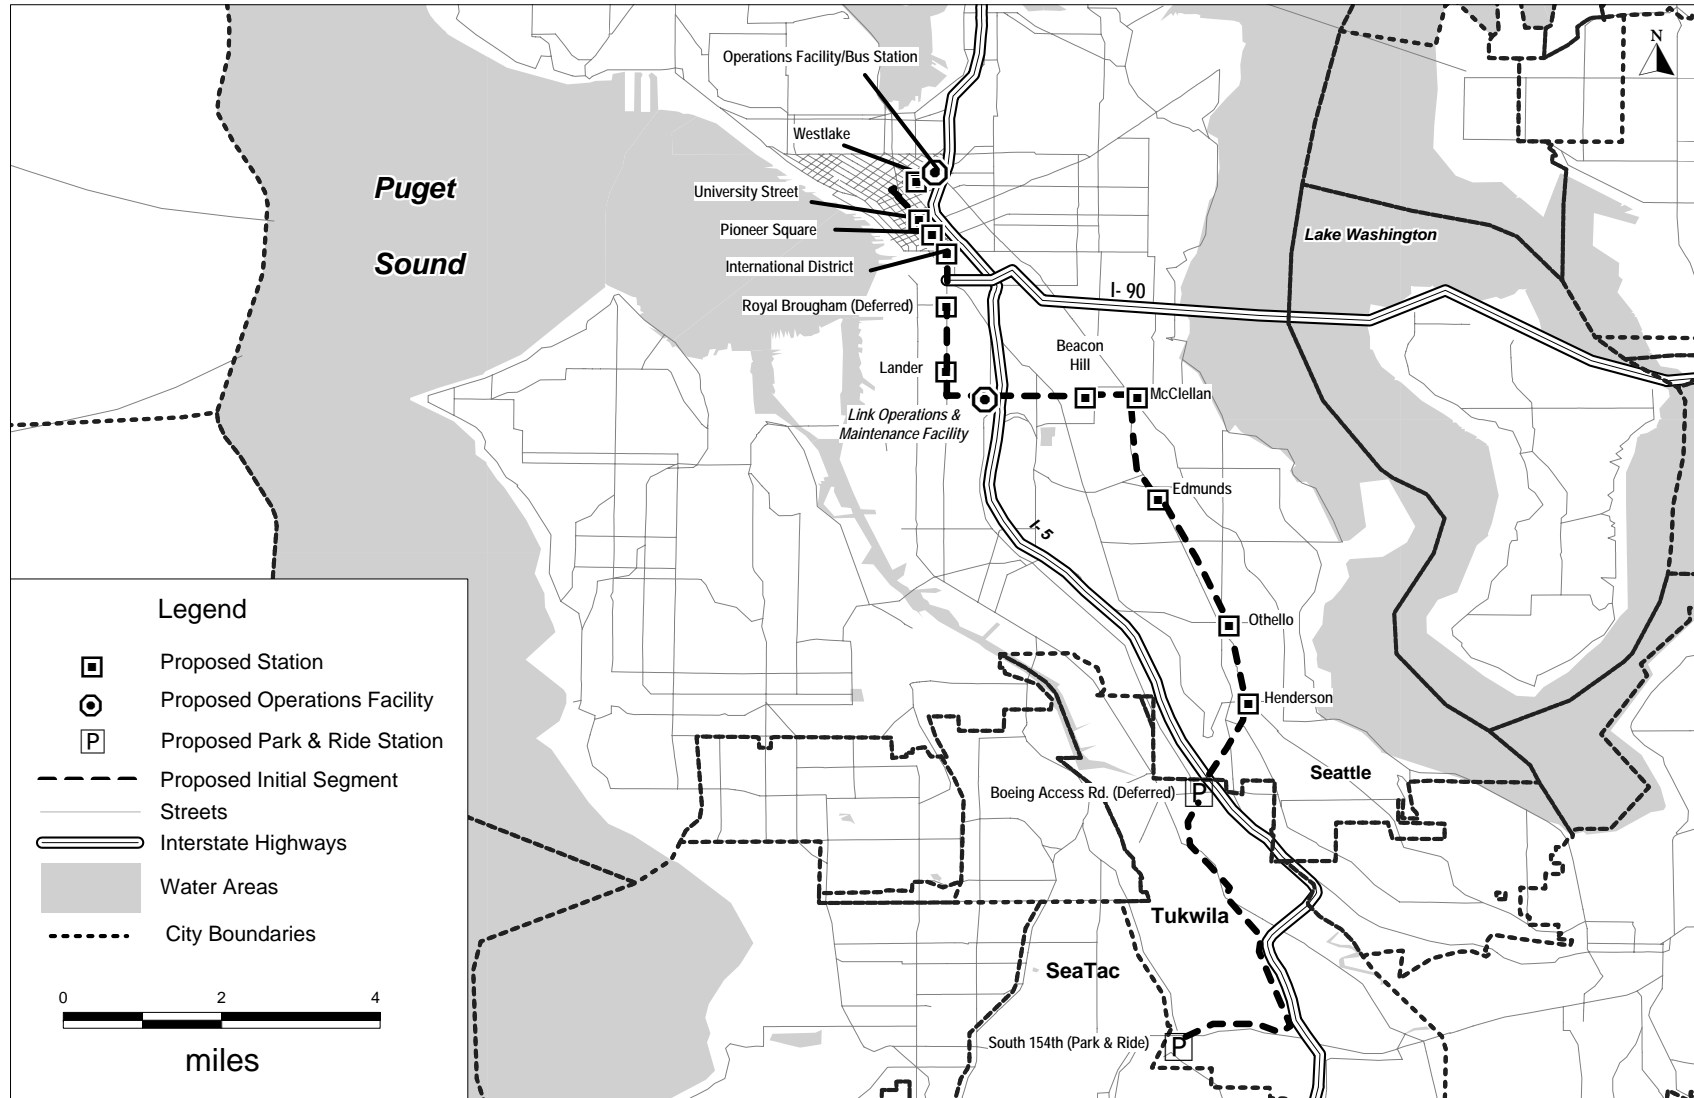 Operations Facility/Bus Station
N
Westlake
Puget
Sound
University Street
Pioneer Square
International District
Lake Washington
I- 90
Royal Brougham (Deferred)
Beacon
Hill
Lander
McClellan
Link Operations &
Maintenance Facility
Edmunds
I- 5
Othello
Henderson
Seattle
Boeing Access Rd. (Deferred)
P
Tukwila
SeaTac
South 154th (Park & Ride)
P
Legend
Proposed Station
Proposed Operations Facility
P
Proposed Park & Ride Station
Proposed Initial Segment
Streets
Interstate Highways
Water Areas
City Boundaries
0 2 4
miles